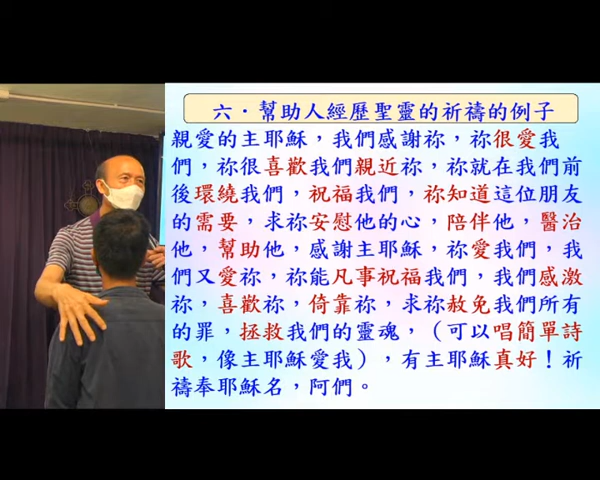 六．幫助人經歷聖靈的祈禱的例子
親愛的主耶穌，我們感謝祢，祢很愛我
們，祢很喜歡我們親近祢，祢就在我們前
後環繞我們，祝福我們，祢知道這位朋友
的需要，求祢安慰他的心，陪伴他，醫治
他，幫助他，感謝主耶穌，祢愛我們，我
們又愛祢，祢能凡事祝福我們，我們感激
祢，喜歡祢，倚靠祢，求祢赦免我們所有
的罪，拯救我們的靈魂，（可以唱簡單詩
歌，像主耶穌愛我），有主耶穌真好！祈
禱奉耶穌名，阿們。